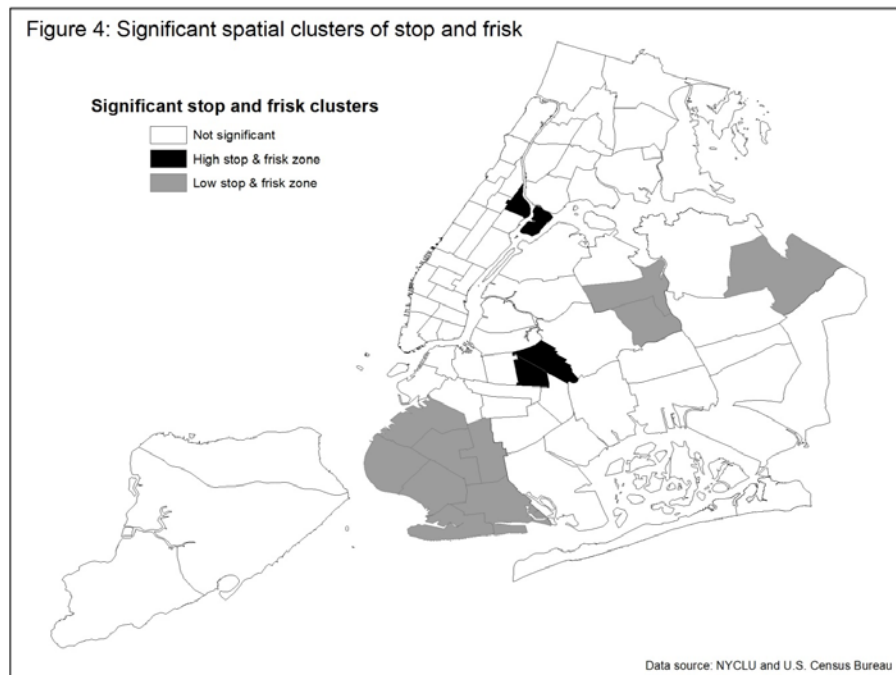 Figure 4: Significant spatial clusters of stop and frisk
Significant stop and frisk clusters
Not significant
High stop & frisk zone
Low stop & frisk zone
Data source: NYCLU and U.S. Census Bureau